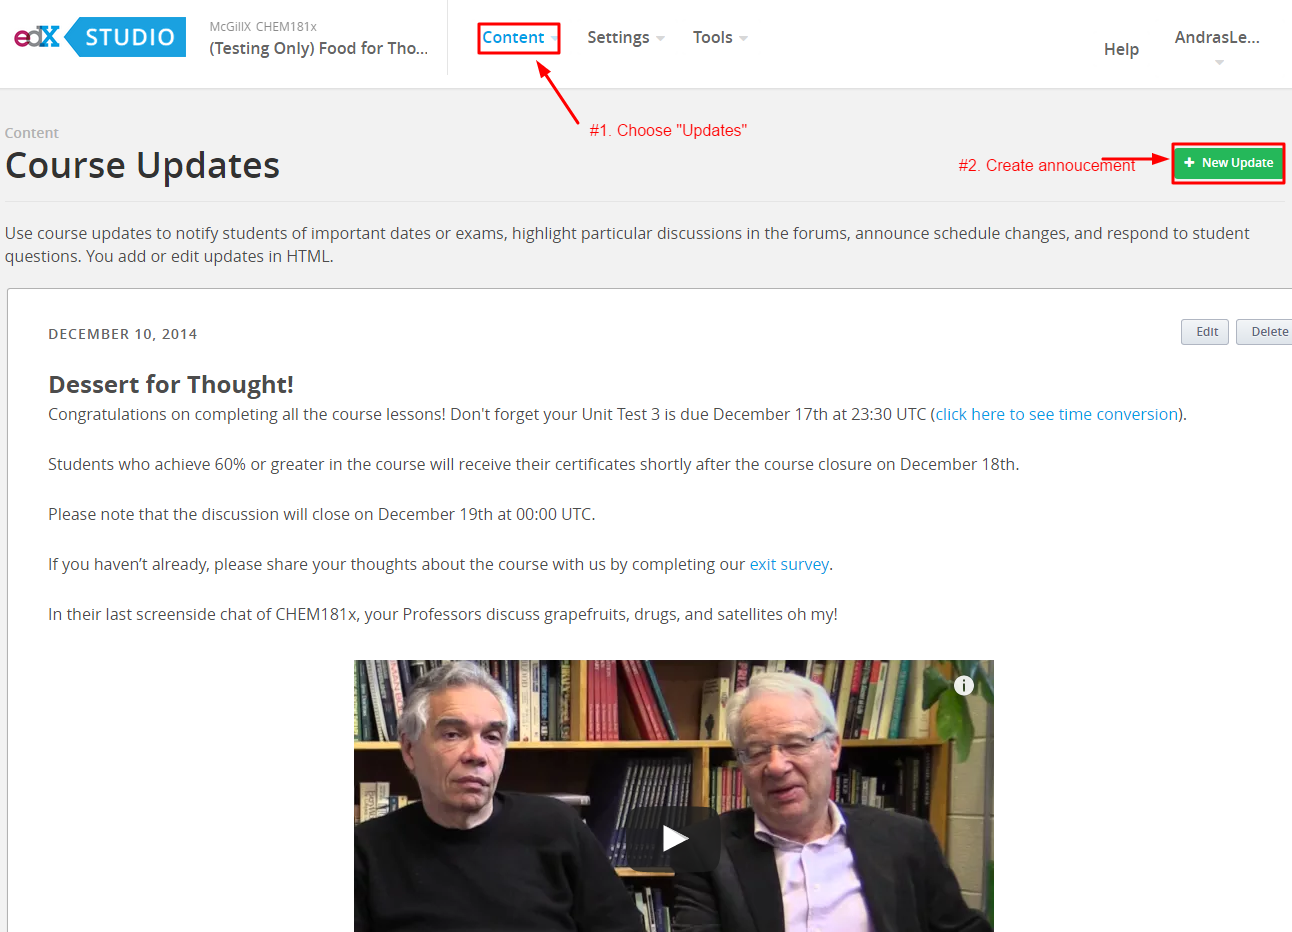 edX STUDIO
McGillX CHEM181x
(Testing Only) Food for Tho...
Content
Settings
Tools
Help
AndrasLe...
#1. Choose "Updates"
Content
Course Updates
#2. Create annoucement
+ New Update
Use course updates to notify students of important dates or exams, highlight particular discussions in the forums, announce schedule changes, and respond to student
questions. You add or edit updates in HTML.
DECEMBER 10, 2014
Edit
Delete
Dessert for Thought!
Congratulations on completing all the course lessons! Don't forget your Unit Test 3 is due December 17th at 23:30 UTC (click here to see time conversion).
Students who achieve 60% or greater in the course will receive their certificates shortly after the course closure on December 18th.
Please note that the discussion will close on December 19th at 00:00 UTC.
If you haven’t already, please share your thoughts about the course with us by completing our exit survey.
In their last screenside chat of CHEM181x, your Professors discuss grapefruits, drugs, and satellites oh my!